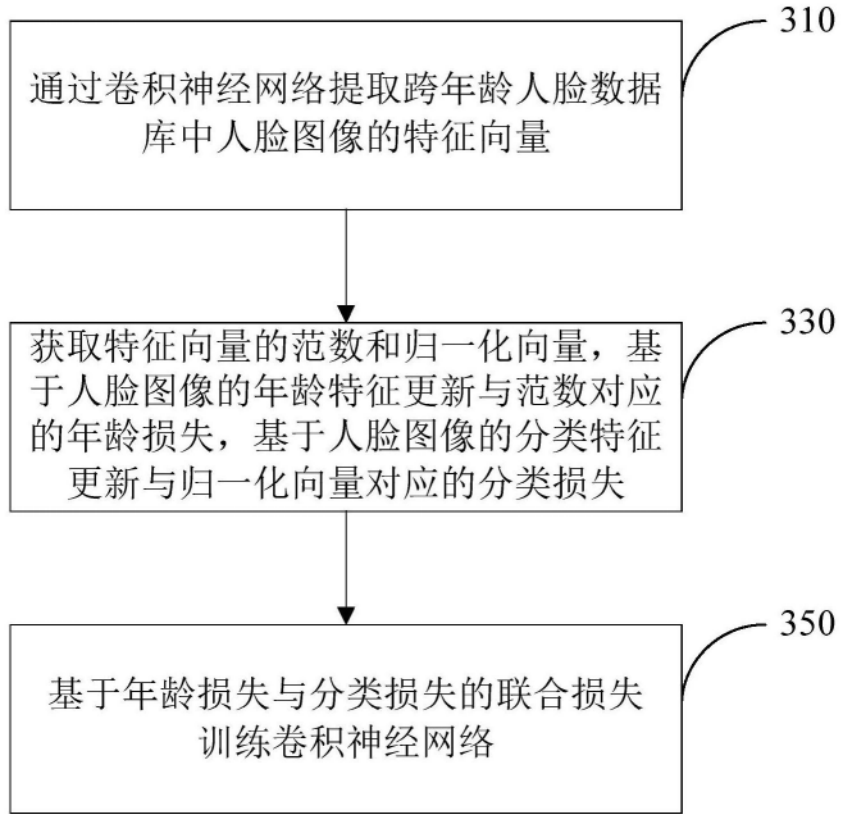 310
通过卷积神经网络提取跨年龄人脸数据
库中人脸图像的特征向量
330
获取特征向量的范数和归一化向量，基
于人脸图像的年龄特征更新与范数对应
的年龄损失，基于人脸图像的分类特征
更新与归一化向量对应的分类损失
350
基于年龄损失与分类损失的联合损失
训练卷积神经网络